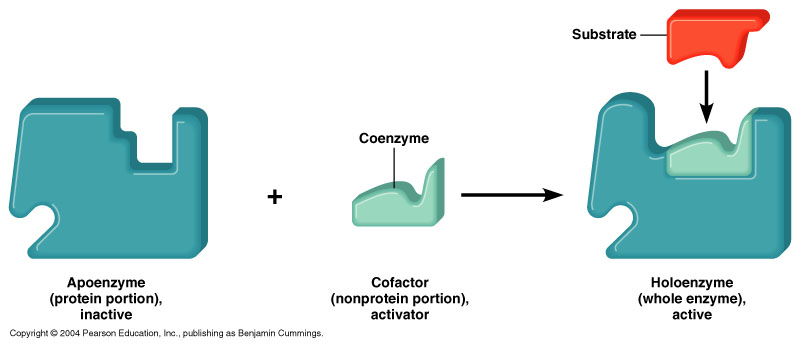 Substrate
Coenzyme
+
Apoenzyme
(protein portion),
inactive
Cofactor
(nonprotein portion),
activator
Holoenzyme
(whole enzyme),
active
Copyright © 2004 Pearson Education, Inc., publishing as Benjamin Cummings.